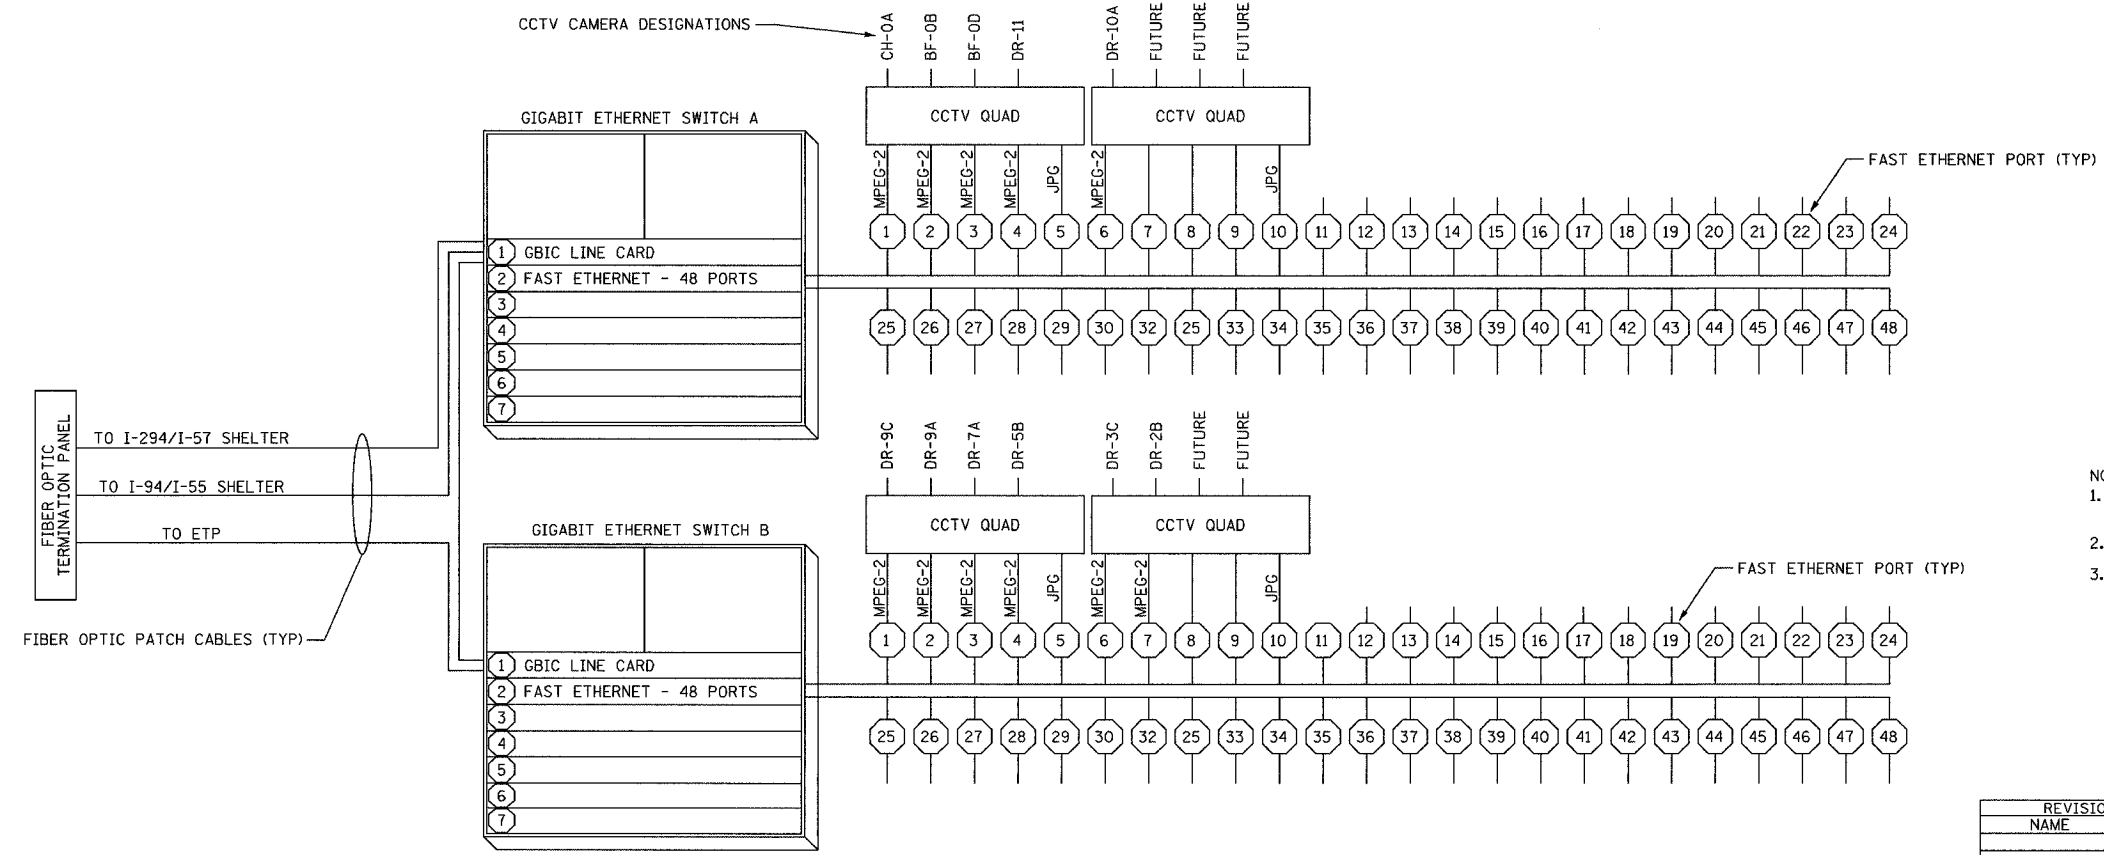 CCTV CAMERA DESIGNATIONS
CH-0A
BF-0B
BF-0D
DR-11
DR-10A
FUTURE
FUTURE
FUTURE
CCTV QUAD
CCTV QUAD
GIGABIT ETHERNET SWITCH A
MPEG-2
MPEG-2
MPEG-2
MPEG-2
JPG
MPEG-2
JPG
FAST ETHERNET PORT (TYP)
1 2 3 4 5 6 7 8 9 10 11 12 13 14 15 16 17 18 19 20 21 22 23 24
1 GBIC LINE CARD
2 FAST ETHERNET - 48 PORTS
3
4
5
6
7
25 26 27 28 29 30 32 25 33 34 35 36 37 38 39 40 41 42 43 44 45 46 47 48
FIBER OPTIC
TERMINATION PANEL
TO I-294/I-57 SHELTER
TO I-94/I-55 SHELTER
TO ETP
FIBER OPTIC PATCH CABLES (TYP)
DR-9C
DR-9A
DR-7A
DR-5B
DR-3C
DR-2B
FUTURE
FUTURE
CCTV QUAD
CCTV QUAD
GIGABIT ETHERNET SWITCH B
MPEG-2
MPEG-2
MPEG-2
MPEG-2
JPG
MPEG-2
MPEG-2
JPG
FAST ETHERNET PORT (TYP)
1 2 3 4 5 6 7 8 9 10 11 12 13 14 15 16 17 18 19 20 21 22 23 24
1 GBIC LINE CARD
2 FAST ETHERNET - 48 PORTS
3
4
5
6
7
25 26 27 28 29 30 32 25 33 34 35 36 37 38 39 40 41 42 43 44 45 46 47 48
NO
1.
2.
3.
REVISIO
NAME